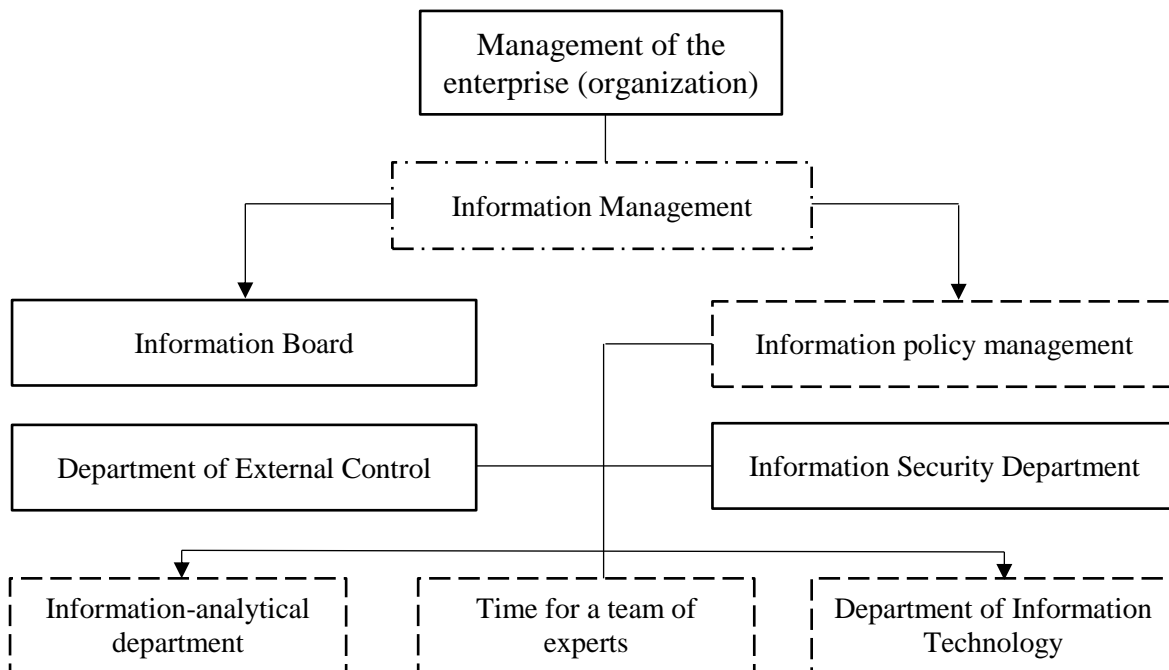 Management of the
enterprise (organization)
Information Management
Information Board
Information policy management
Department of External Control
Information Security Department
Information-analytical
department
Time for a team of
experts
Department of Information
Technology